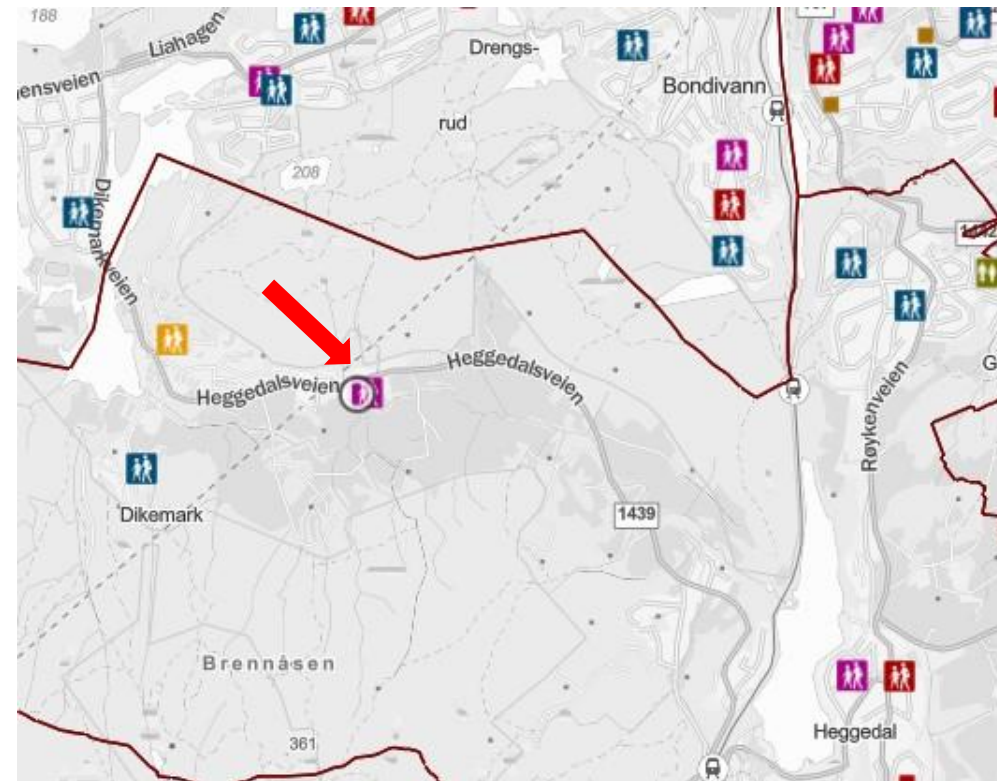 188
Liahagen
ensveien
Drengs-
rud
Bondivann
208
Dikemarkveien
Heggedalsveien
Heggedalsveien
Røykenveien
Dikemark
1439
Brennåsen
361
Heggedal
G